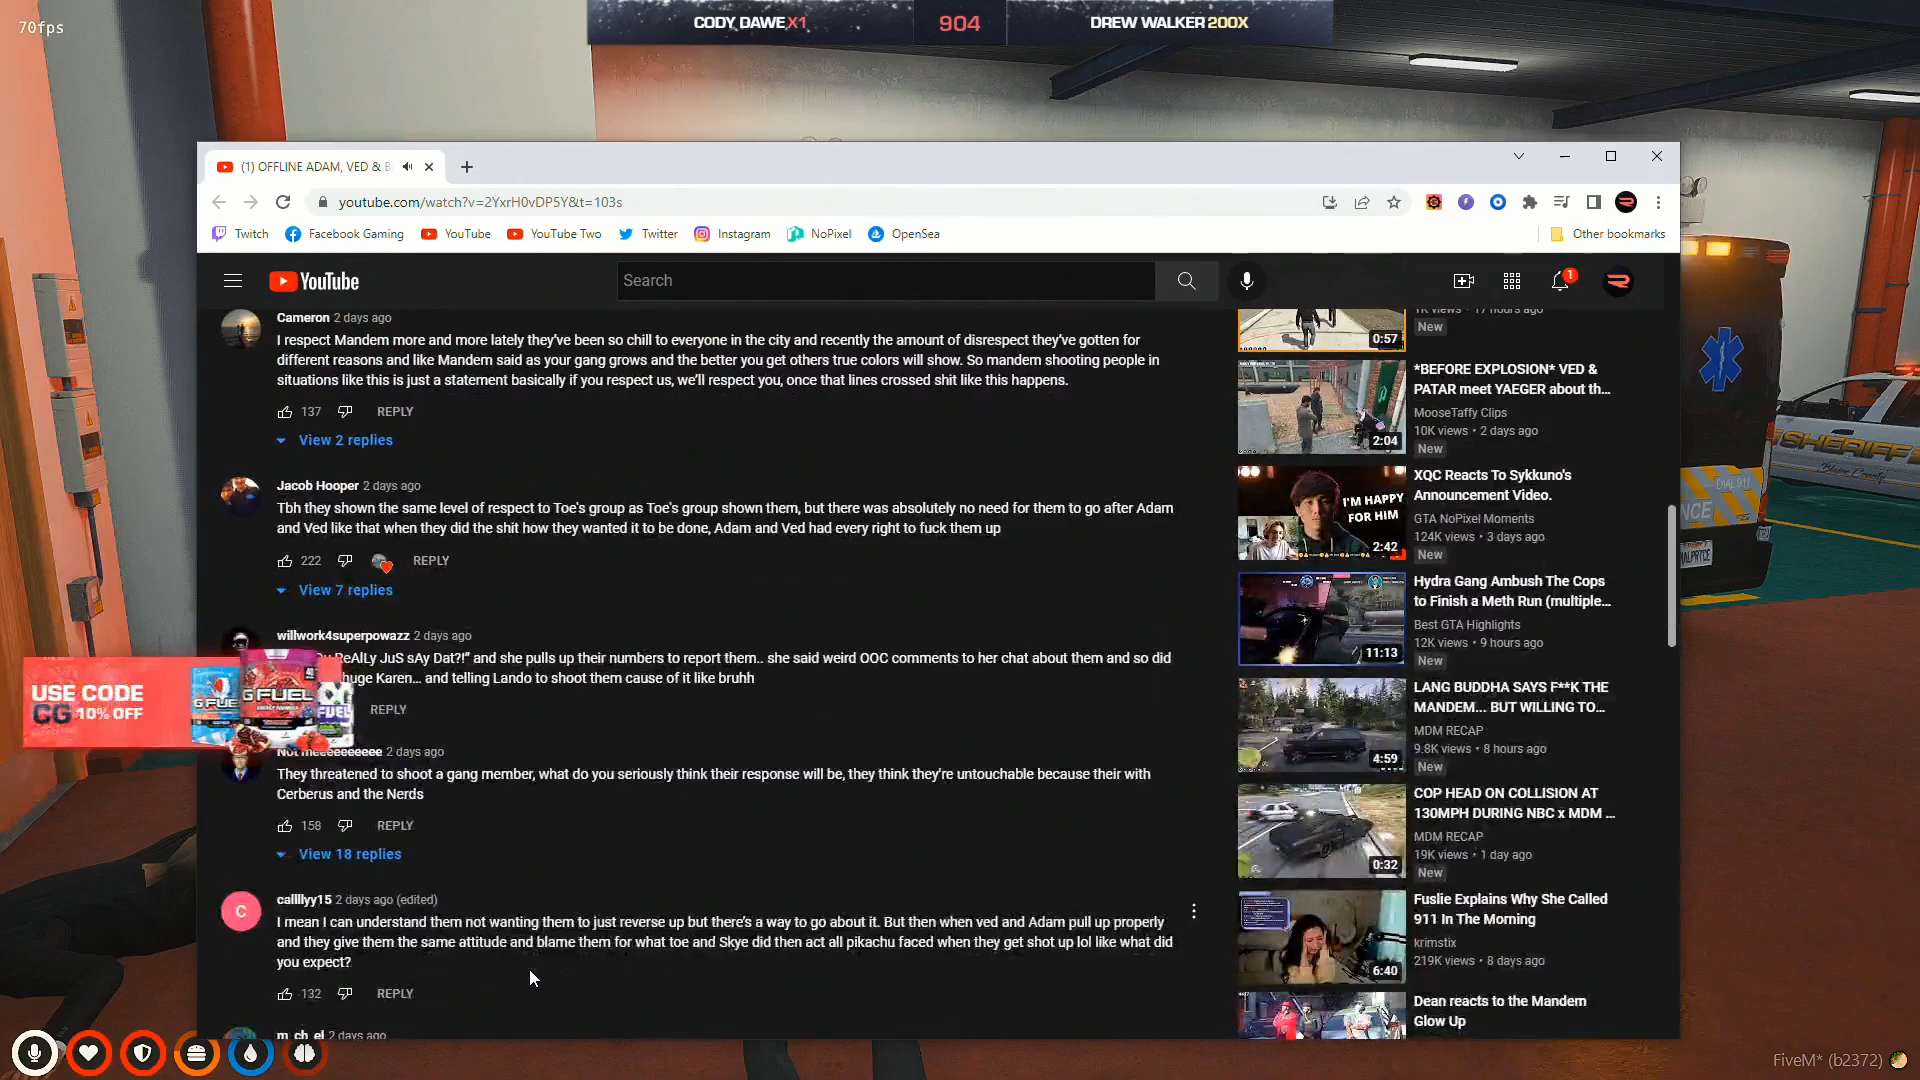 70fps
CODY DAWE X1
904
DREW WALKER 200X
(1) OFFLINE ADAM, VED & B
youtube.com/watch?v=2YxrH0vDP5Y&t=103s
Twitch
Facebook Gaming
YouTube
YouTube Two
Twitter
Instagram
NoPixel
OpenSea
Other bookmarks
YouTube
Search
1
Cameron 2 days ago
I respect Mandem more and more lately they've been so chill to everyone in the city and recently the amount of disrespect they've gotten for
different reasons and like Mandem said as your gang grows and the better you get others true colors will show. So mandem shooting people in
situations like this is just a statement basically if you respect us, we'll respect you, once that lines crossed shit like this happens.
137 REPLY
View 2 replies
Jacob Hooper 2 days ago
Tbh they shown the same level of respect to Toe's group as Toe's group shown them, but there was absolutely no need for them to go after Adam
and Ved like that when they did the shit how they wanted it to be done, Adam and Ved had every right to fuck them up
222 REPLY
View 7 replies
willwork4superpowazz 2 days ago
ReAlLy JuS sAy Dat?!" and she pulls up their numbers to report them.. she said weird OOC comments to her chat about them and so did
huge Karen... and telling Lando to shoot them cause of it like bruhh
REPLY
USE CODE
CG 10% OFF
G FUEL
G FUEL
ENERGY FORMULA
FUEL
Not meeeeeeeeee 2 days ago
They threatened to shoot a gang member, what do you seriously think their response will be, they think they're untouchable because their with
Cerberus and the Nerds
158 REPLY
View 18 replies
C
callllyy15 2 days ago (edited)
I mean I can understand them not wanting them to just reverse up but there's a way to go about it. But then when ved and Adam pull up properly
and they give them the same attitude and blame them for what toe and Skye did then act all pikachu faced when they get shot up lol like what did
you expect?
132 REPLY
2 days ago
0:57
1K views • 17 hours ago
New
2:04
*BEFORE EXPLOSION* VED &
PATAR meet YAEGER about th...
MooseTaffy Clips
10K views • 2 days ago
New
I'M HAPPY
FOR HIM
2:42
XQC Reacts To Sykkuno's
Announcement Video.
GTA NoPixel Moments
124K views • 3 days ago
New
11:13
Hydra Gang Ambush The Cops
to Finish a Meth Run (multiple...
Best GTA Highlights
12K views • 9 hours ago
New
4:59
LANG BUDDHA SAYS F**K THE
MANDEM... BUT WILLING TO...
MDM RECAP
9.8K views • 8 hours ago
New
0:32
COP HEAD ON COLLISION AT
130MPH DURING NBC x MDM ...
MDM RECAP
19K views • 1 day ago
New
6:40
Fuslie Explains Why She Called
911 In The Morning
krimstix
219K views • 8 days ago
Dean reacts to the Mandem
Glow Up
DIAL 911
NCE
SHERIFF
FiveM* (b2372)